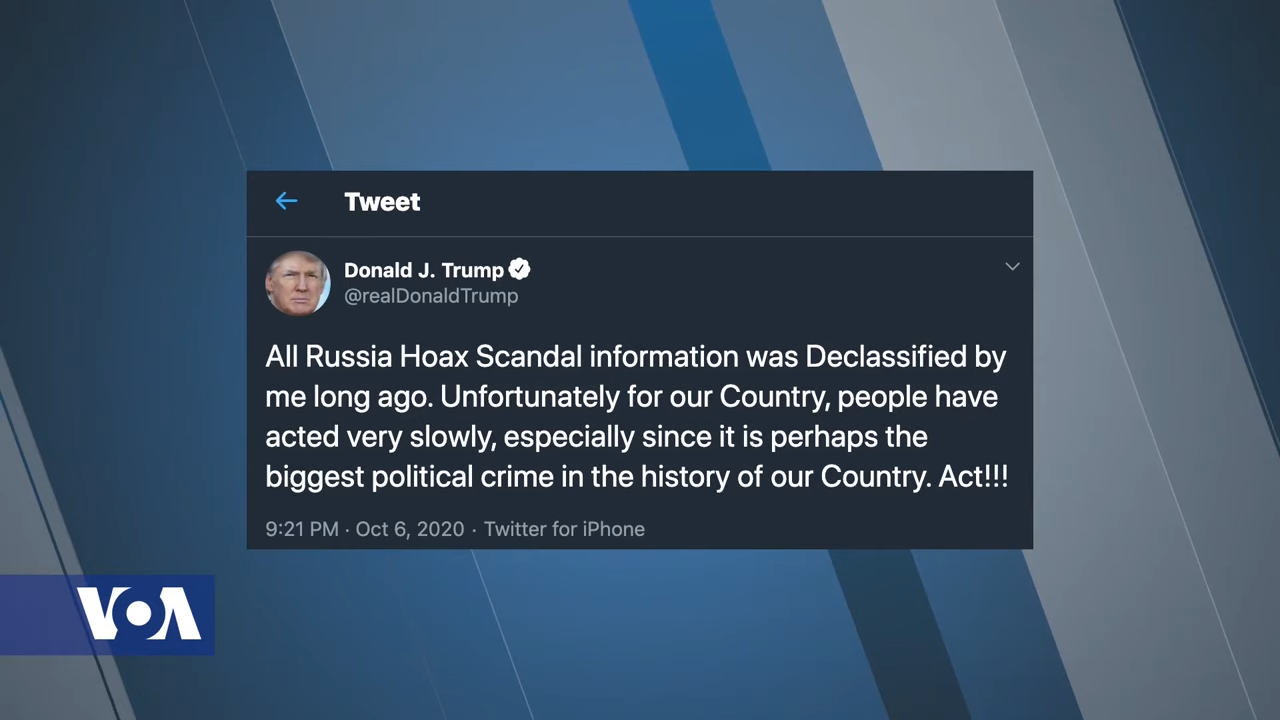 Tweet
Donald J. Trump
@realDonaldTrump
All Russia Hoax Scandal information was Declassified by
me long ago. Unfortunately for our Country, people have
acted very slowly, especially since it is perhaps the
biggest political crime in the history of our Country. Act!!!
9:21 PM · Oct 6, 2020 · Twitter for iPhone
VOA